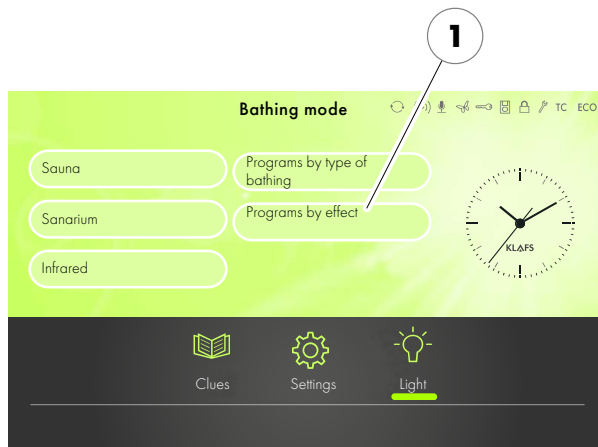 1
Bathing mode
TC ECO
Sauna
Programs by type of
bathing
Sanarium
Programs by effect
Infrared
KLAFS
Clues
Settings
Light